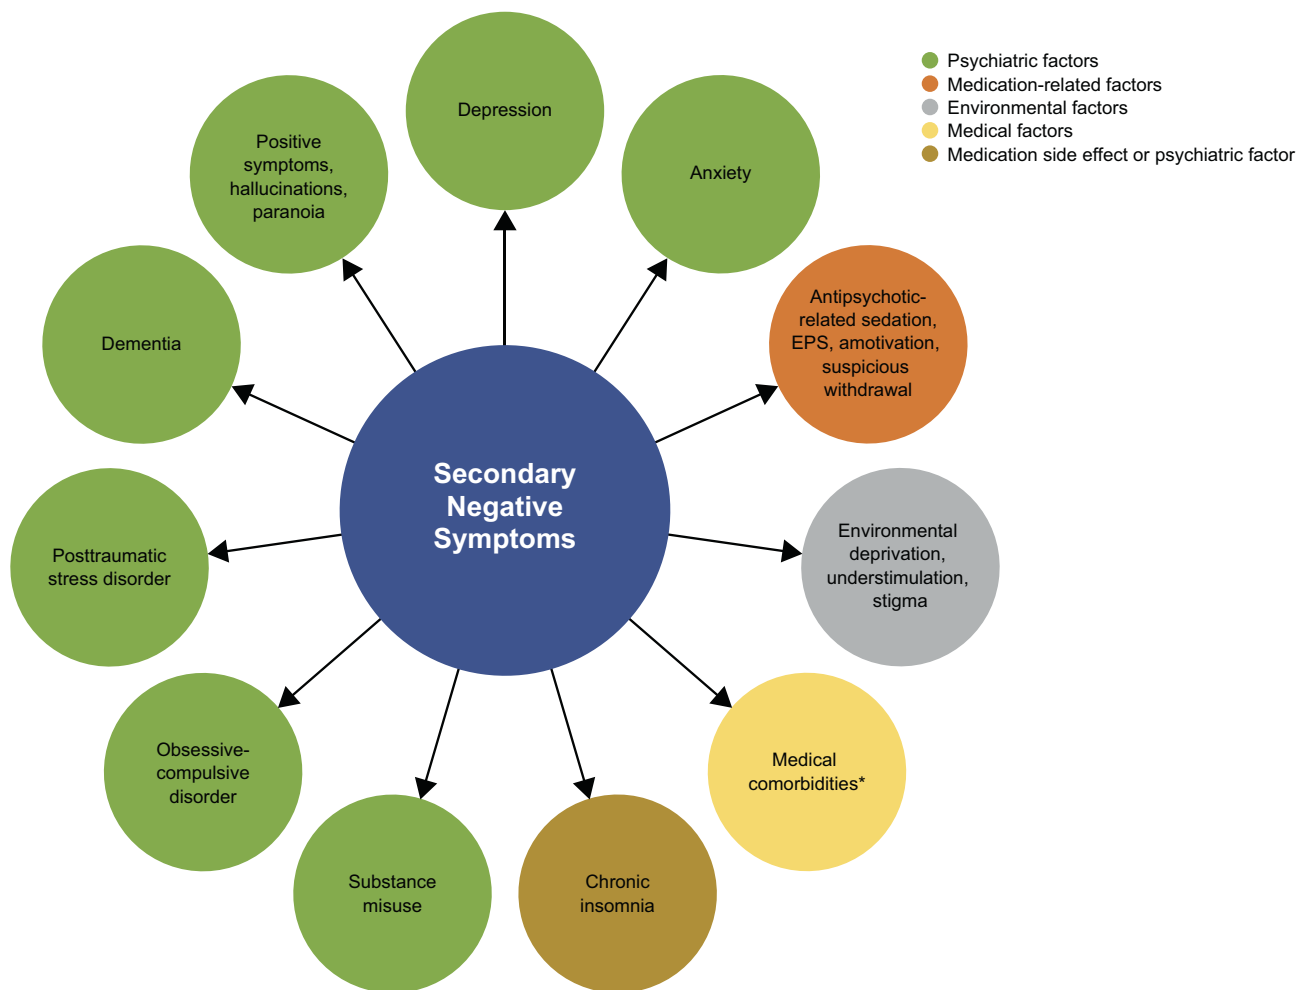 Depression
Psychiatric factors
Medication-related factors
Environmental factors
Medical factors
Medication side effect or psychiatric factor
Positive
symptoms,
hallucinations,
paranoia
Anxiety
Antipsychotic-
related sedation,
EPS, amotivation,
suspicious
withdrawal
Dementia
Secondary
Negative
Symptoms
Environmental
deprivation,
understimulation,
stigma
Posttraumatic
stress disorder
Obsessive-
compulsive
disorder
Medical
comorbidities*
Substance
misuse
Chronic
insomnia